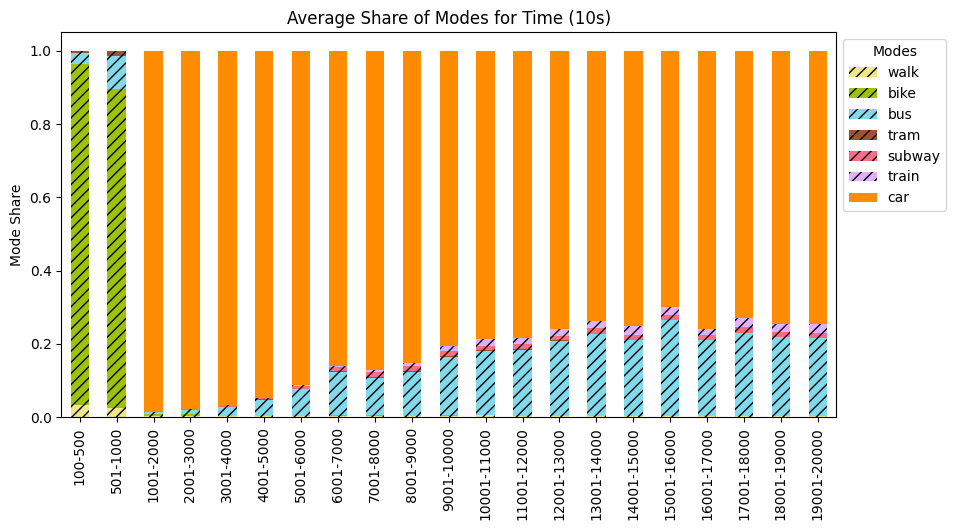 Average Share of Modes for Time (10s)
Mode Share
1.0
0.8
0.6
0.4
0.2
0.0
100-500
501-1000
1001-2000
2001-3000
3001-4000
4001-5000
5001-6000
6001-7000
7001-8000
8001-9000
9001-10000
10001-11000
11001-12000
12001-13000
13001-14000
14001-15000
15001-16000
16001-17000
17001-18000
18001-19000
19001-20000
Modes
walk
bike
bus
tram
subway
train
car